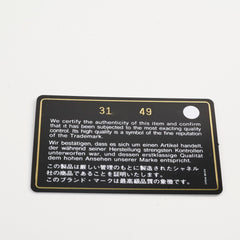 31 49
We certify the authenticity of this item and confirm
that it has been subjected to the most exacting quality
control. Its high quality is a symbol of the fine reputation
of the Trademark.
Wir bestätigen, dass es sich um einen Artikel handelt,
der während seiner Herstellung strengsten Kontrollen
unterworfen war, und dessen erstklassige Qualität
dem hohen Ansehen unserer Marke entspricht.
この製品は厳重な管理のもとに製造されたシャネル
社の商品であることを証明いたします。
このブランド・マークは最高級品質の象徴です。